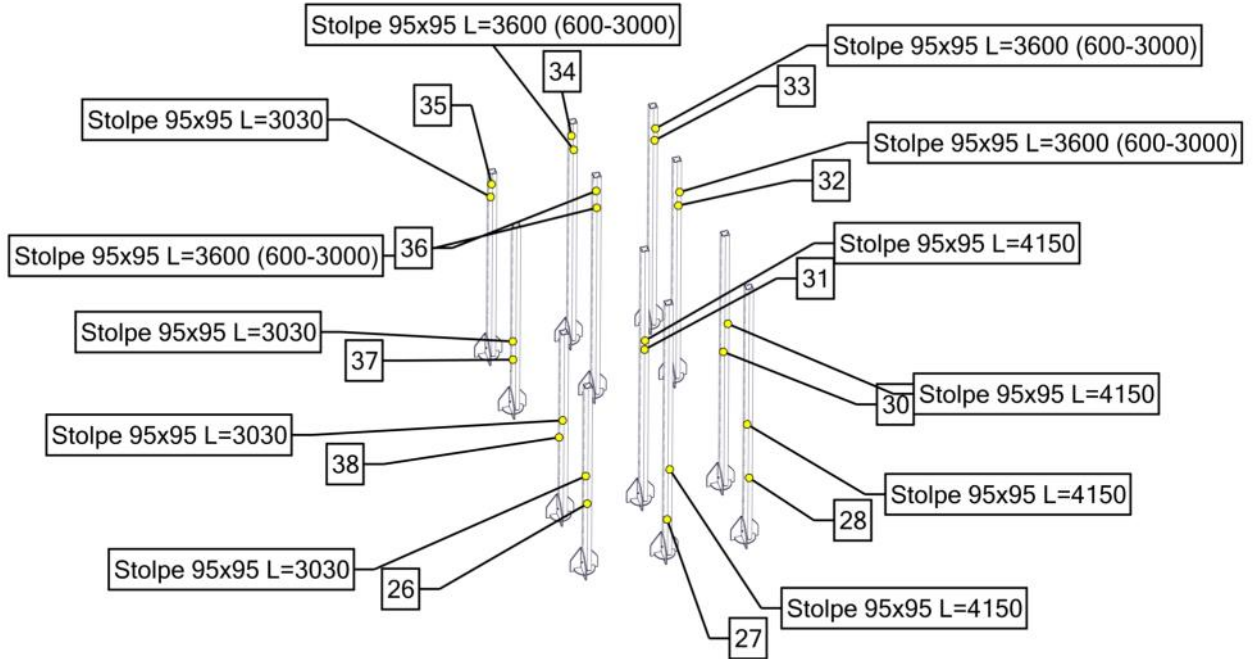 Stolpe 95x95 L=3600 (600-3000)
34
Stolpe 95x95 L=3600 (600-3000)
33
35
Stolpe 95x95 L=3030
Stolpe 95x95 L=3600 (600-3000)
32
36
Stolpe 95x95 L=3600 (600-3000)
Stolpe 95x95 L=4150
31
Stolpe 95x95 L=3030
37
30
Stolpe 95x95 L=4150
Stolpe 95x95 L=3030
38
Stolpe 95x95 L=4150
28
Stolpe 95x95 L=3030
26
Stolpe 95x95 L=4150
27